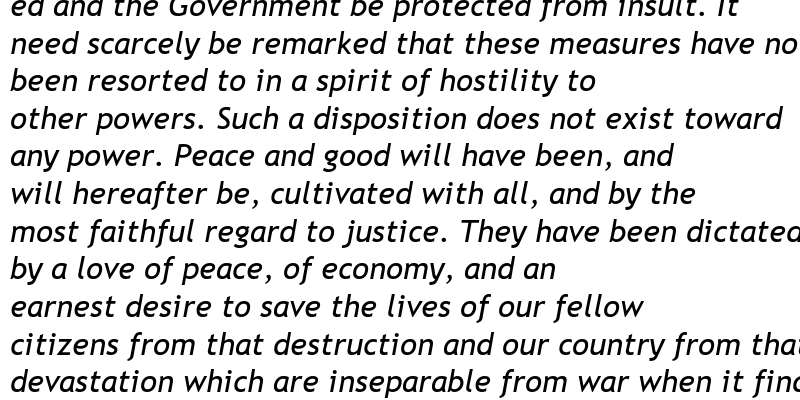 ed and the Government be protected from insult. It
need scarcely be remarked that these measures have no
been resorted to in a spirit of hostility to
other powers. Such a disposition does not exist toward
any power. Peace and good will have been, and
will hereafter be, cultivated with all, and by the
most faithful regard to justice. They have been dictated
by a love of peace, of economy, and an
earnest desire to save the lives of our fellow
citizens from that destruction and our country from that
devastation which are inseparable from war when it